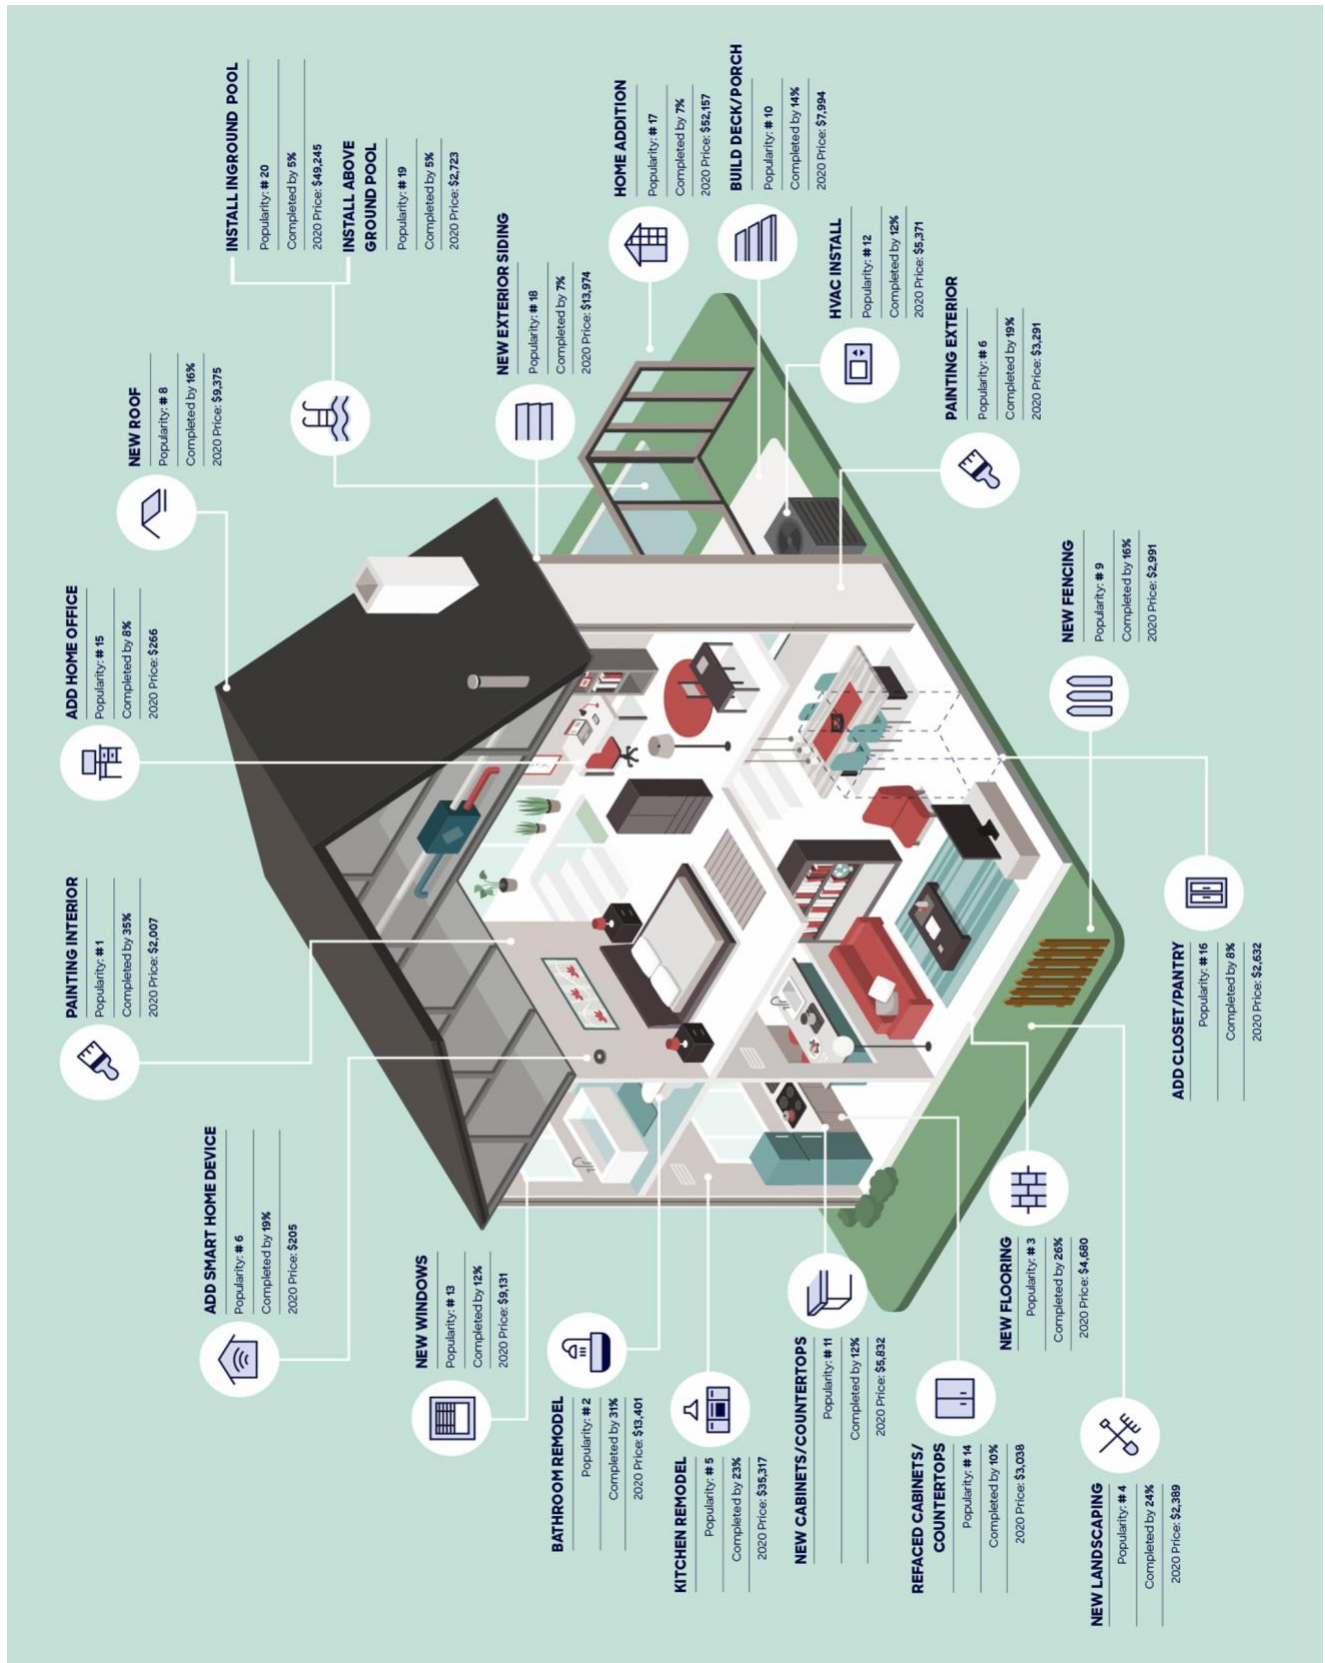 ADD SMART HOME DEVICE
Popularity: #6
Completed by 19%
2020 Price: $205
PAINTING INTERIOR
Popularity: #1
Completed by 35%
2020 Price: $2,007
ADD HOME OFFICE
Popularity: #15
Completed by 8%
2020 Price: $266
NEW ROOF
Popularity: #8
Completed by 16%
2020 Price: $9,375
INSTALL INGROUND POOL
Popularity: #20
Completed by 5%
2020 Price: $49,245
INSTALL ABOVE
GROUND POOL
Popularity: #19
Completed by 5%
2020 Price: $2,723
NEW WINDOWS
Popularity: #13
Completed by 12%
2020 Price: $9,131
NEW EXTERIOR SIDING
Popularity: #18
Completed by 7%
2020 Price: $13,974
BATHROOM REMODEL
Popularity: #2
Completed by 31%
2020 Price: $13,401
HOME ADDITION
Popularity: #17
Completed by 7%
2020 Price: $52,157
KITCHEN REMODEL
Popularity: #5
Completed by 23%
2020 Price: $35,317
BUILD DECK/PORCH
Popularity: #10
Completed by 14%
2020 Price: $7,994
NEW CABINETS/COUNTERTOPS
Popularity: #11
Completed by 12%
2020 Price: $5,832
HVAC INSTALL
Popularity: #12
Completed by 12%
2020 Price: $5,371
REFACED CABINETS/
COUNTERTOPS
Popularity: #14
Completed by 10%
2020 Price: $3,038
PAINTING EXTERIOR
Popularity: #6
Completed by 19%
2020 Price: $3,291
NEW FLOORING
Popularity: #3
Completed by 26%
2020 Price: $4,680
NEW FENCING
Popularity: #9
Completed by 16%
2020 Price: $2,991
NEW LANDSCAPING
Popularity: #4
Completed by 24%
2020 Price: $2,389
ADD CLOSET/PANTRY
Popularity: #16
Completed by 8%
2020 Price: $2,632